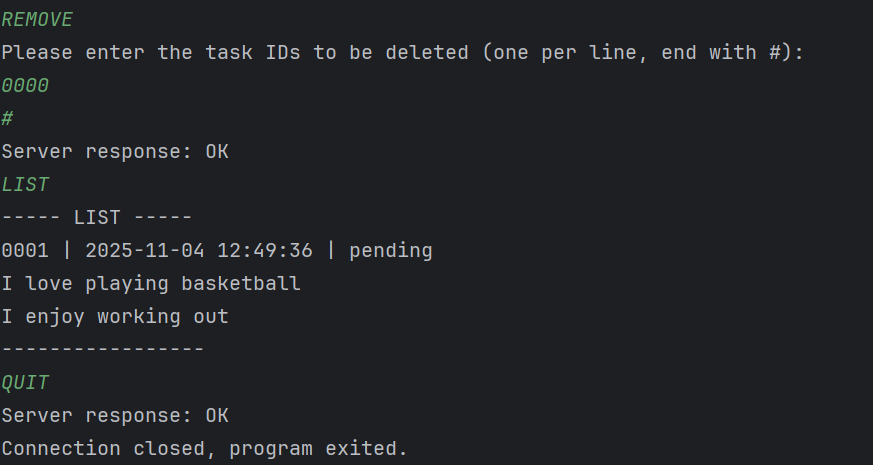 REMOVE
Please enter the task IDs to be deleted (one per line, end with #):
0000
#
Server response: OK
LIST
----- LIST -----
0001 | 2025-11-04 12:49:36 | pending
I love playing basketball
I enjoy working out
-----------------
QUIT
Server response: OK
Connection closed, program exited.